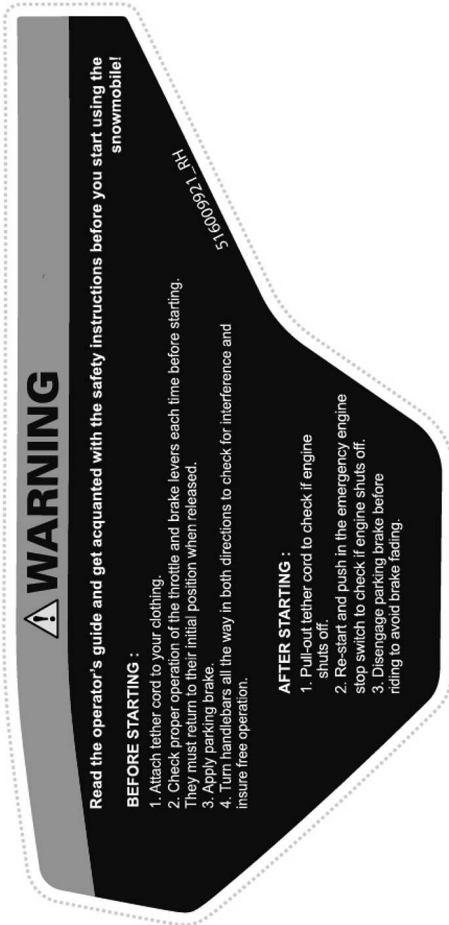 WARNIING
Read the operator's guide and get acquanted with the safety instructions before you start using the
snowmobile!
BEFORE STARTING :
1. Attach tether cord to your clothing.
2. Check proper operation of the throttle and brake levers each time before starting.
They must return to their initial position when released.
3. Apply parking brake.
4. Turn handlebars all the way in both directions to check for interference and
insure free operation.
516009621_RH
AFTER STARTING :
1. Pull-out tether cord to check if engine
shuts off.
2. Re-start and push in the emergency engine
stop switch to check if engine shuts off.
3. Disengage parking brake before
riding to avoid brake fading.